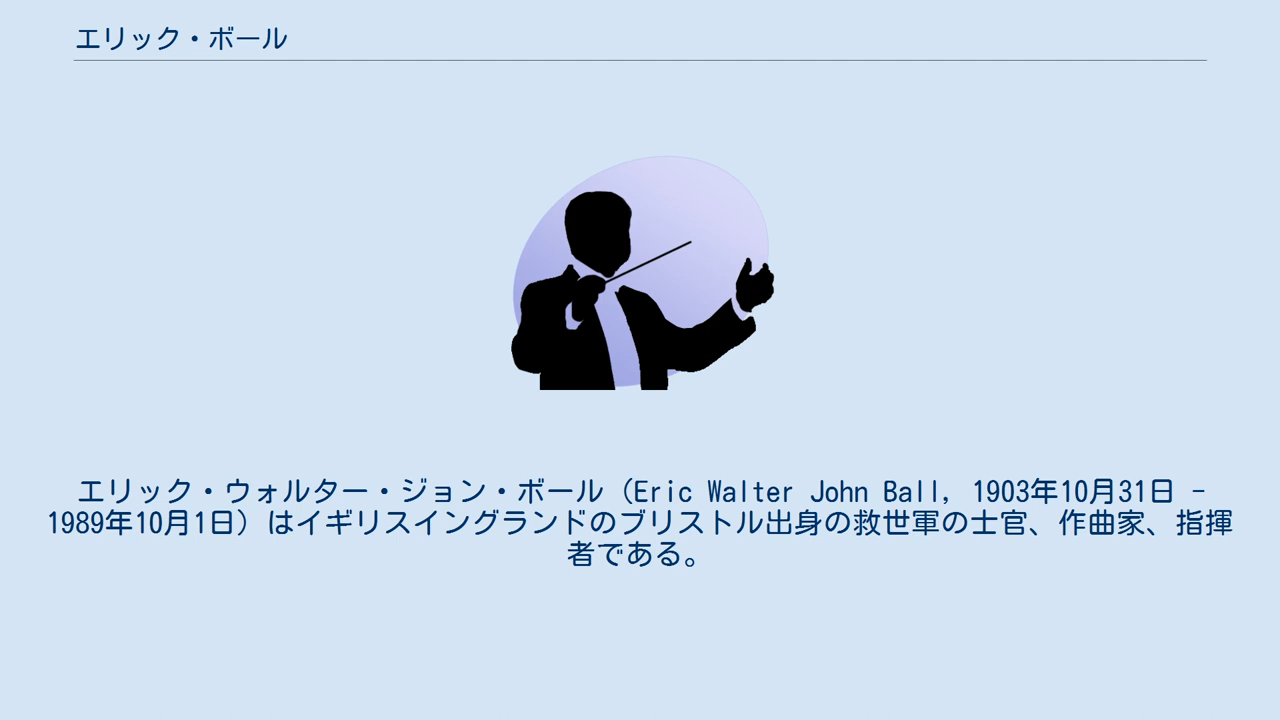 エリック・ボール
エリック・ウォルター・ジョン・ボール（Eric Walter John Ball, 1903年10月31日 -
1989年10月1日）はイギリスイングランドのブリストル出身の救世軍の士官、作曲家、指揮
者である。